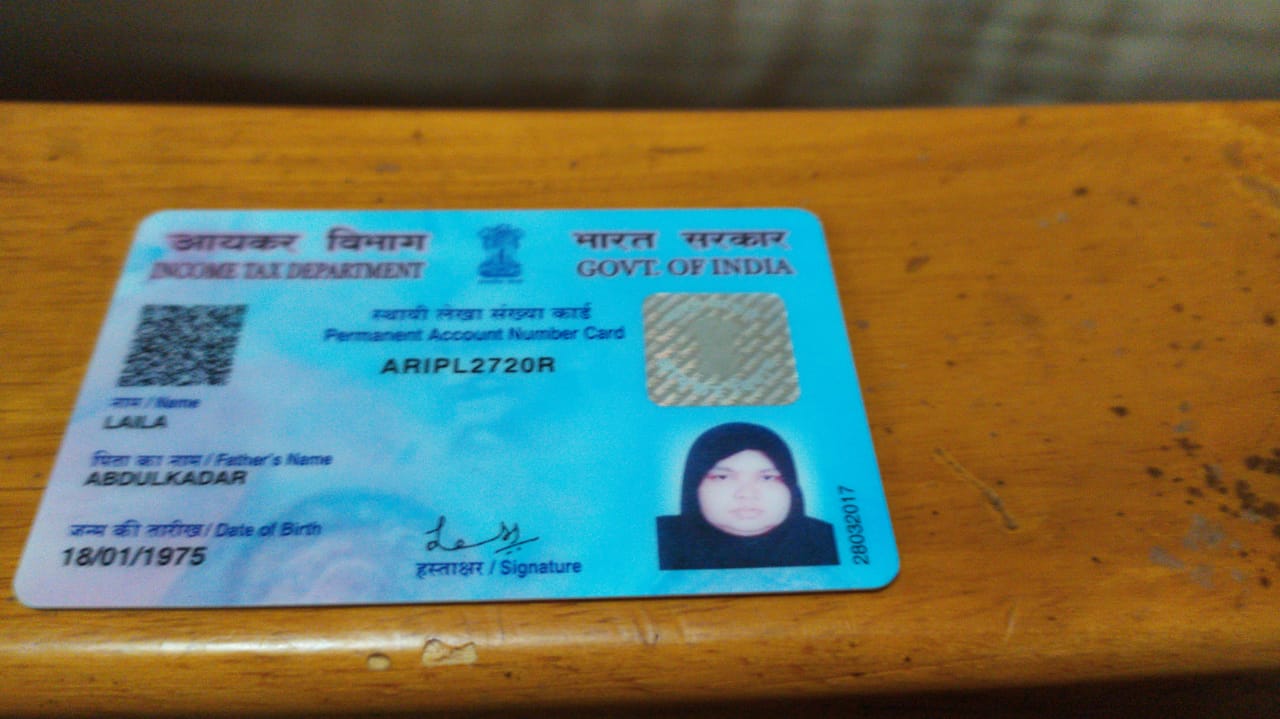 आयकर विभाग
INCOME TAX DEPARTMENT
भारत सरकार
GOVT. OF INDIA
स्थायी लेखा संख्या कार्ड
Permanent Account Number Card
ARIPL2720R
नाम / Name
LAILA
पिता का नाम / Father's Name
ABDULKADAR
जन्म की तारीख / Date of Birth
18/01/1975
हस्ताक्षर / Signature
28032017